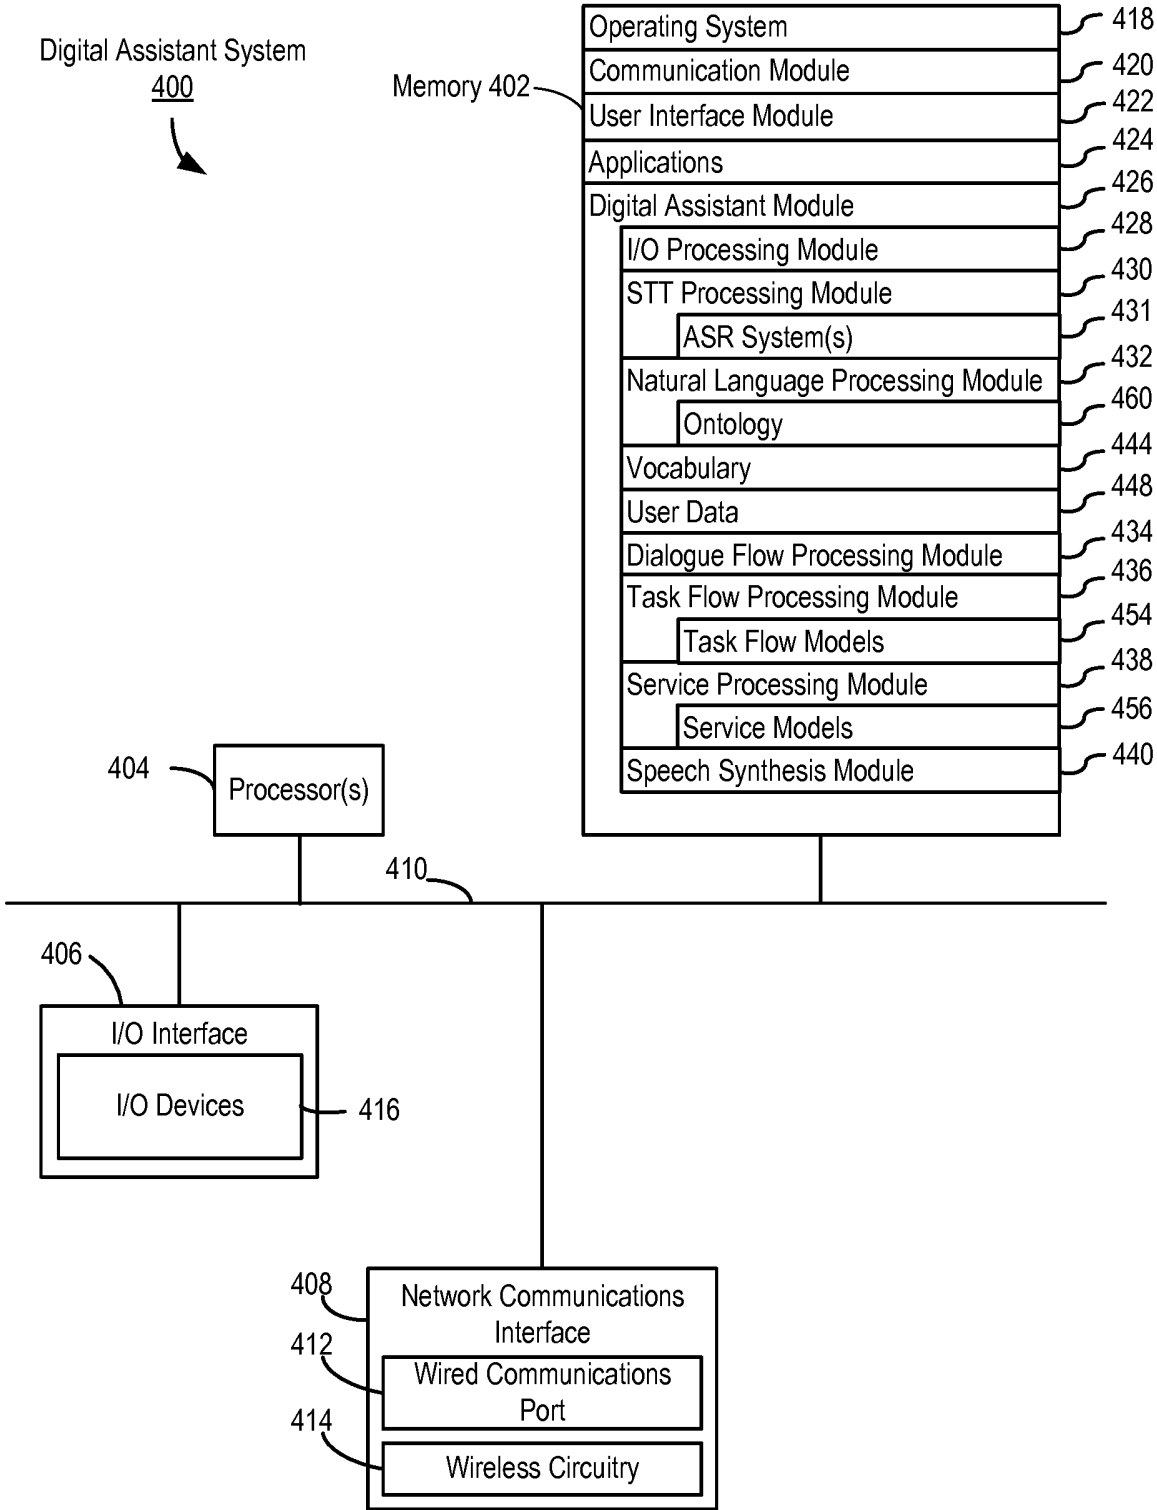 Digital Assistant System
400
Memory 402
Operating System
418
Communication Module
420
User Interface Module
422
Applications
424
Digital Assistant Module
426
I/O Processing Module
428
STT Processing Module
430
ASR System(s)
431
Natural Language Processing Module
432
Ontology
460
Vocabulary
444
User Data
448
Dialogue Flow Processing Module
434
Task Flow Processing Module
436
Task Flow Models
454
Service Processing Module
438
Service Models
456
Speech Synthesis Module
440
404
Processor(s)
410
406
I/O Interface
I/O Devices
416
408
Network Communications
Interface
412
Wired Communications
Port
414
Wireless Circuitry